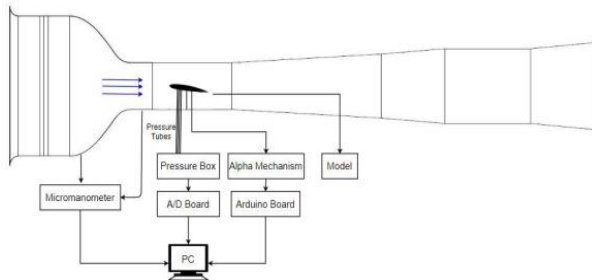 Pressure
Tubes
Pressure Box
Alpha Mechanism
Model
Micromanometer
A/D Board
Arduino Board
PC